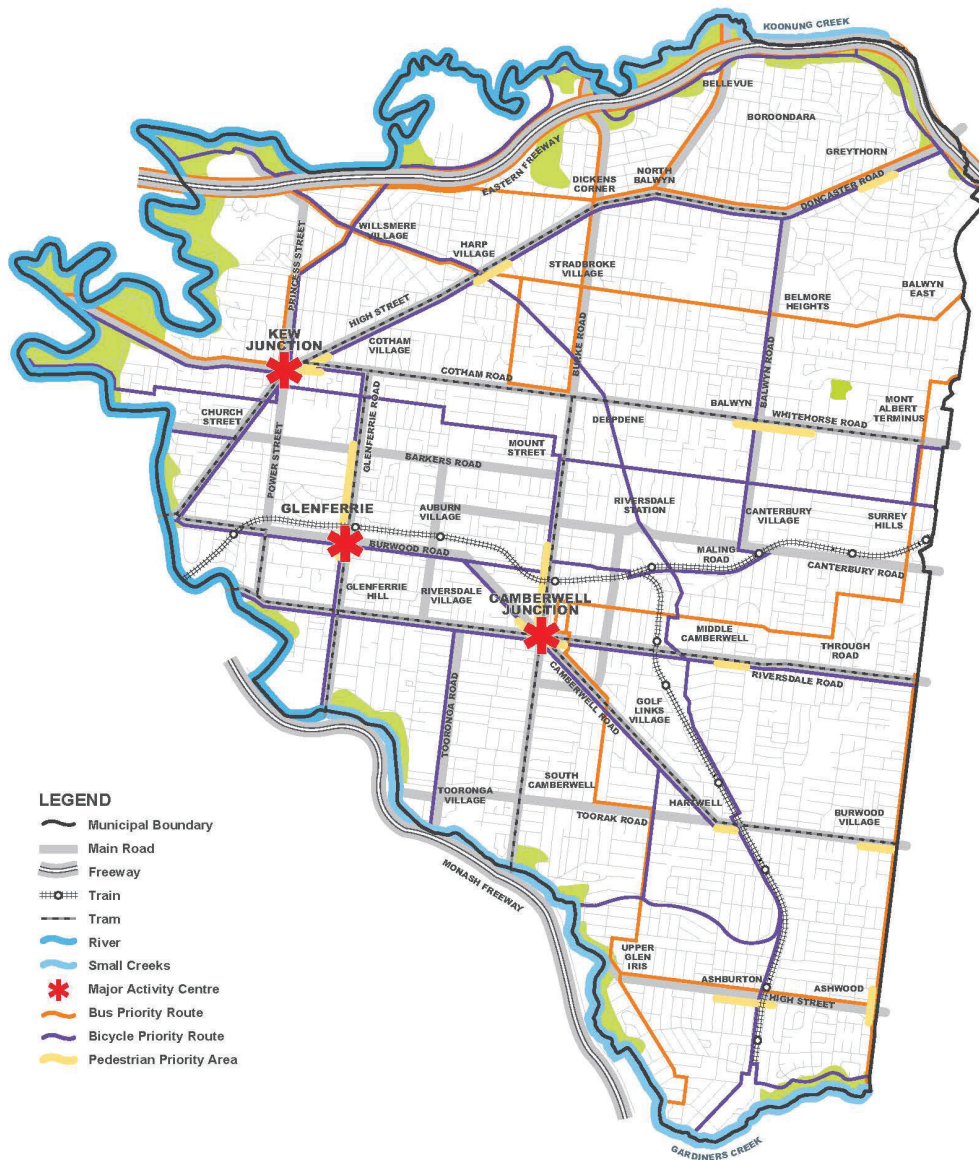 KOONUNG CREEK
BELLEVUE
BOROONDARA
GREYTHORN
EASTERN FREEWAY
DICKENS
CORNER
NORTH
BALWYN
DONCASTER ROAD
WILLSMERE
VILLAGE
HARP
VILLAGE
STRADBROKE
VILLAGE
PRINCESS STREET
HIGH STREET
BURKE ROAD
BELMORE
HEIGHTS
BALWYN
EAST
KEW
JUNCTION
COTHAM
VILLAGE
COTHAM ROAD
BALWYN ROAD
CHURCH
STREET
GLENFERRIE ROAD
DEEPDENE
BALWYN
WHITEHORSE ROAD
MONT
ALBERT
TERMINUS
POWER STREET
BARKERS ROAD
MOUNT
STREET
GLENFERRIE
AUBURN
VILLAGE
RIVERSDALE
STATION
CANTERBURY
VILLAGE
SURREY
HILLS
BURWOOD ROAD
MALING
ROAD
CANTERBURY ROAD
GLENFERRIE
HILL
RIVERSDALE
VILLAGE
CAMBERWELL
JUNCTION
MIDDLE
CAMBERWELL
THROUGH
ROAD
RIVERSDALE ROAD
TOORONGA ROAD
CAMBERWELL ROAD
GOLF
LINKS
VILLAGE
TOORONGA
VILLAGE
SOUTH
CAMBERWELL
TOORAK ROAD
HARTWELL
BURWOOD
VILLAGE
MONASH FREEWAY
UPPER
GLEN
IRIS
ASHBURTON
HIGH STREET
ASHWOOD
GARDINERS CREEK
LEGEND
Municipal Boundary
Main Road
Freeway
Train
Tram
River
Small Creeks
Major Activity Centre
Bus Priority Route
Bicycle Priority Route
Pedestrian Priority Area